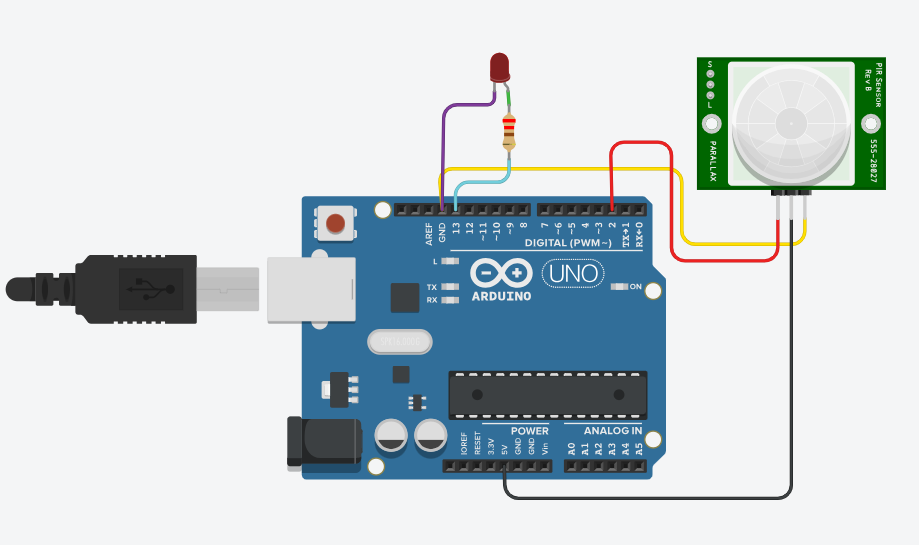 S
L
PIR SENSOR
REV B
PARALLAX
555-28027
AREF
GND
13
12
~11
~10
~9
8
7
~6
~5
4
~3
2
TX→1
RX←0
DIGITAL (PWM~)
L
TX
RX
ARDUINO
UNO
ON
POWER
ANALOG IN
IOREF
RESET
3.3V
5V
GND
GND
Vin
A0
A1
A2
A3
A4
A5